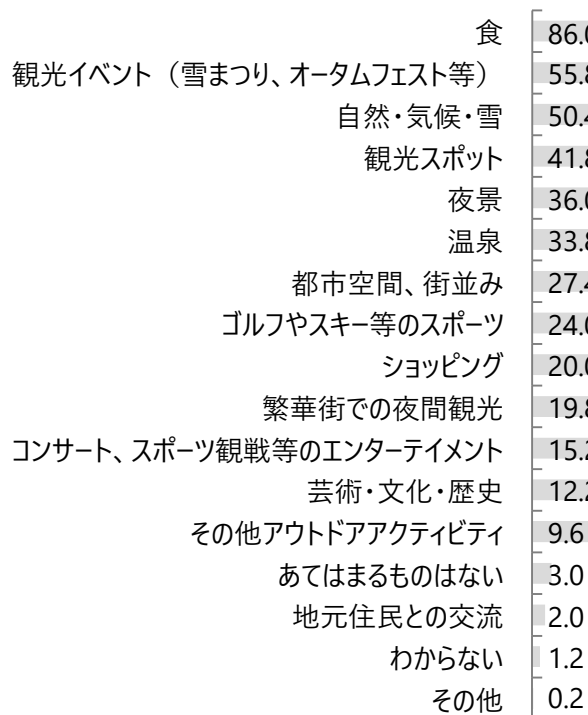 食 86.0
観光イベント（雪まつり、オータムフェスト等） 55.8
自然・気候・雪 50.4
観光スポット 41.8
夜景 36.0
温泉 33.8
都市空間、街並み 27.4
ゴルフやスキー等のスポーツ 24.0
ショッピング 20.0
繁華街での夜間観光 19.8
コンサート、スポーツ観戦等のエンターテイメント 15.2
芸術・文化・歴史 12.2
その他アウトドアアクティビティ 9.6
あてはまるものはない 3.0
地元住民との交流 2.0
わからない 1.2
その他 0.2